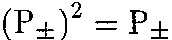 (P±)² = P±